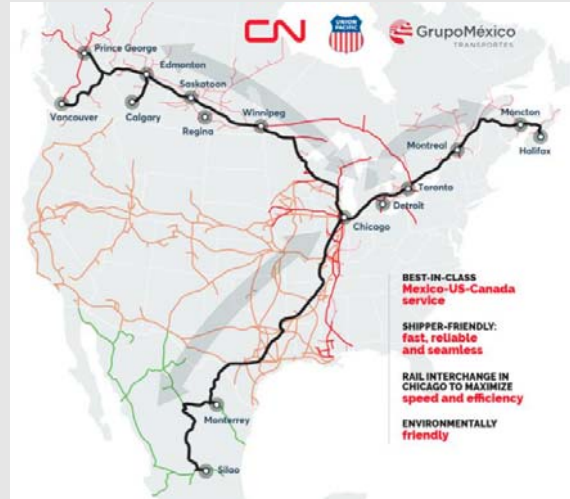 CN
UNION
PACIFIC
GrupoMéxico
TRANSPORTES
Prince George
Edmonton
Saskatoon
Winnipeg
Vancouver
Calgary
Regina
Moncton
Montreal
Halifax
Toronto
Detroit
Chicago
BEST-IN-CLASS
Mexico-US-Canada
service
SHIPPER-FRIENDLY:
fast, reliable
and seamless
RAIL INTERCHANGE IN
CHICAGO TO MAXIMIZE
speed and efficiency
ENVIRONMENTALLY
friendly
Monterrey
Silao